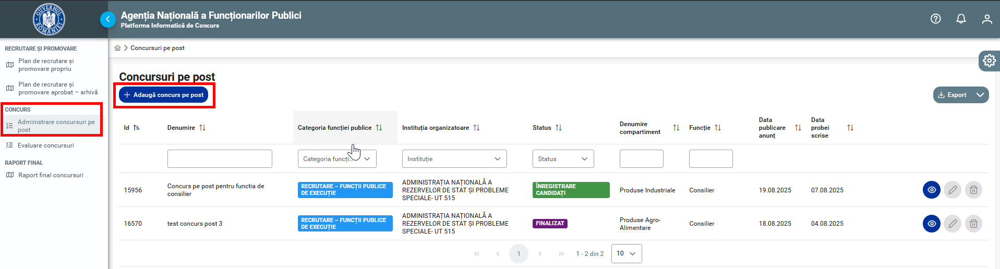 GUVERNUL
ROMÂNIEI
Agenția Națională a Funcționarilor Publici
Platforma Informatică de Concurs
RECRUTARE ȘI PROMOVARE
Plan de recrutare și
promovare propriu
Plan de recrutare și
promovare aprobat – arhivă
CONCURS
Administrare concursuri pe
post
Evaluare concursuri
RAPORT FINAL
Raport final concursuri
Concursuri pe post
Concursuri pe post
Adaugă concurs pe post
Export
Id
Denumire
Categoria funcției publice
Instituția organizatoare
Status
Denumire
compartiment
Funcție
Data
publicare
anunț
Data
probei
scrise
Categoria funcți...
Instituție
Status
15956
Concurs pe post pentru functia de
consilier
RECRUTARE – FUNCȚII PUBLICE
DE EXECUȚIE
ADMINISTRAȚIA NAȚIONALĂ A
REZERVELOR DE STAT ȘI PROBLEME
SPECIALE- UT 515
ÎNREGISTRARE
CANDIDAȚI
Produse Industriale
Consilier
19.08.2025
07.08.2025
16570
test concurs post 3
RECRUTARE – FUNCȚII PUBLICE
DE EXECUȚIE
ADMINISTRAȚIA NAȚIONALĂ A
REZERVELOR DE STAT ȘI PROBLEME
SPECIALE- UT 515
FINALIZAT
Produse Agro-
Alimentare
Consilier
18.08.2025
04.08.2025
1
1 - 2 din 2
10